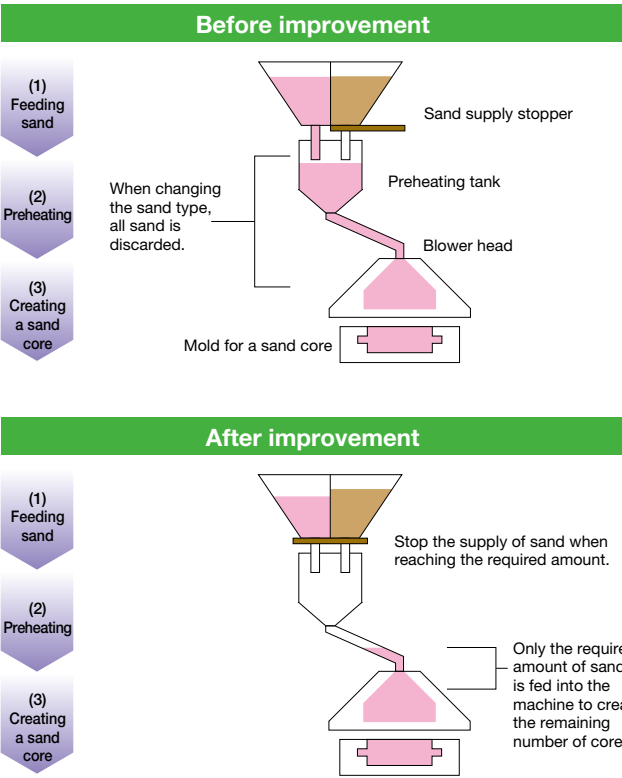 Before improvement
(1)
Feeding
sand
(2)
Preheating
(3)
Creating
a sand
core
Sand supply stopper
When changing
the sand type,
all sand is
discarded.
Preheating tank
Blower head
Mold for a sand core
After improvement
(1)
Feeding
sand
(2)
Preheating
(3)
Creating
a sand
core
Stop the supply of sand when
reaching the required amount.
Only the require
amount of sand
is fed into the
machine to crea
the remaining
number of core